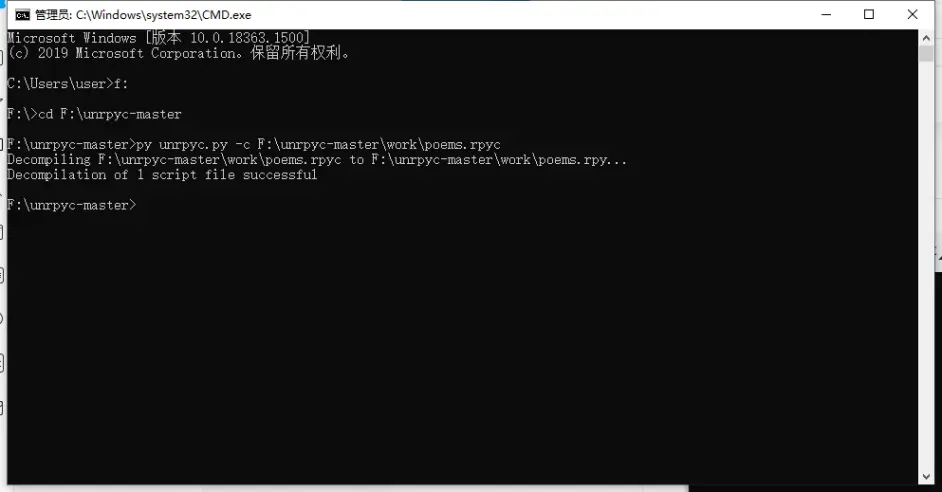 管理员: C:\Windows\system32\CMD.exe
Microsoft Windows [版本 10.0.18363.1500]
(c) 2019 Microsoft Corporation。保留所有权利。
C:\Users\user>f:
F:\>cd F:\unrpyc-master
F:\unrpyc-master>py unrpyc.py -c F:\unrpyc-master\work\poems.rpyc
Decompiling F:\unrpyc-master\work\poems.rpyc to F:\unrpyc-master\work\poems.rpy...
Decompilation of 1 script file successful
F:\unrpyc-master>